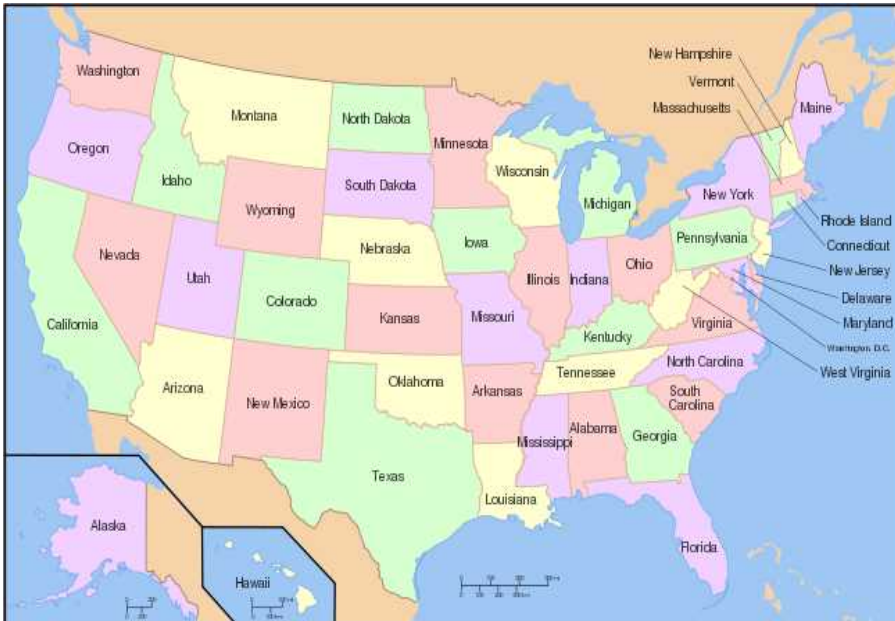 New Hampshire
Vermont
Massachusetts
Washington
Montana
North Dakota
Minnesota
Maine
Oregon
Idaho
Wisconsin
South Dakota
Michigan
New York
Wyoming
Rhode Island
Connecticut
Pennsylvania
Iowa
Nebraska
Nevada
Utah
Illinois
Indiana
Ohio
New Jersey
Delaware
Colorado
California
Kansas
Missouri
Maryland
Virginia
Kentucky
Washington, D.C.
West Virginia
North Carolina
Tennessee
Arizona
Oklahoma
New Mexico
Arkansas
South
Carolina
Mississippi
Alabama
Georgia
Texas
Louisiana
Alaska
Florida
Hawaii